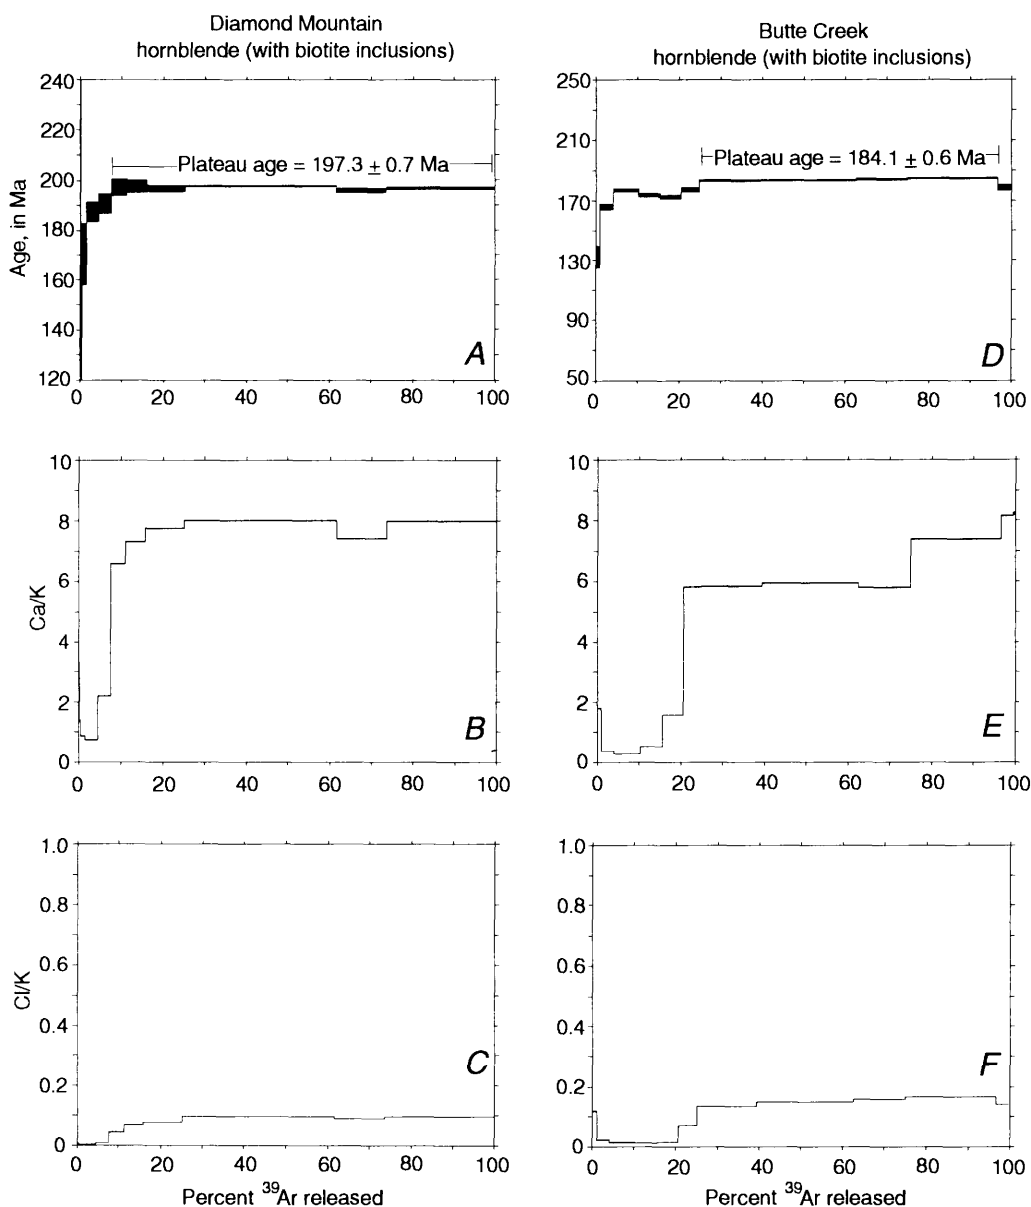 Diamond Mountain
hornblende (with biotite inclusions)
240
220
200
180
160
140
120
Age, in Ma
Plateau age = 197.3 ± 0.7 Ma
A
0 20 40 60 80 100
Butte Creek
hornblende (with biotite inclusions)
250
210
170
130
90
50
Plateau age = 184.1 ± 0.6 Ma
D
0 20 40 60 80 100
10
8
6
4
2
0
Ca/K
B
0 20 40 60 80 100
10
8
6
4
2
0
E
0 20 40 60 80 100
1.0
0.8
0.6
0.4
0.2
0
Cl/K
C
0 20 40 60 80 100
Percent ³⁹Ar released
1.0
0.8
0.6
0.4
0.2
0
F
0 20 40 60 80 100
Percent ³⁹Ar released